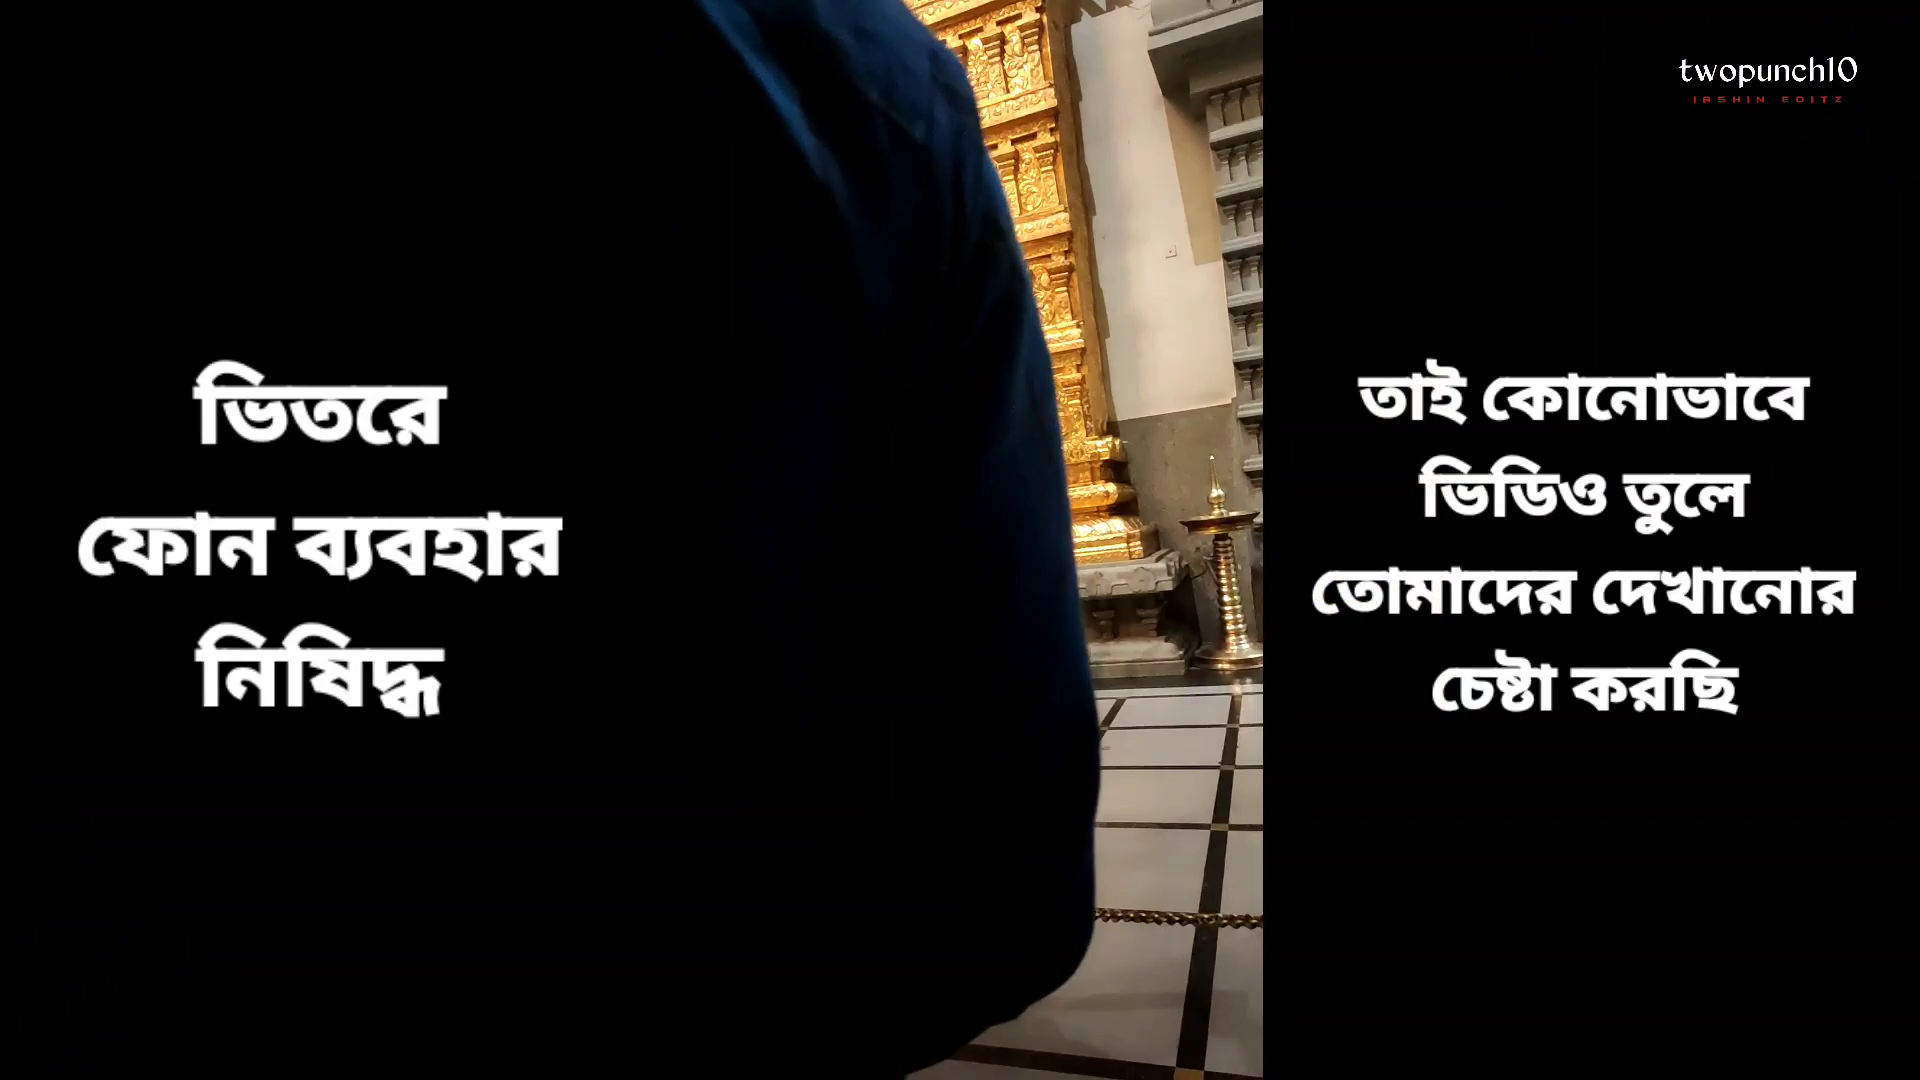 twopunch10
IASHIN EDITZ
ভিতরে
ফোন ব্যবহার
নিষিদ্ধ
তাই কোনোভাবে
ভিডিও তুলে
তোমাদের দেখানোর
চেষ্টা করছি